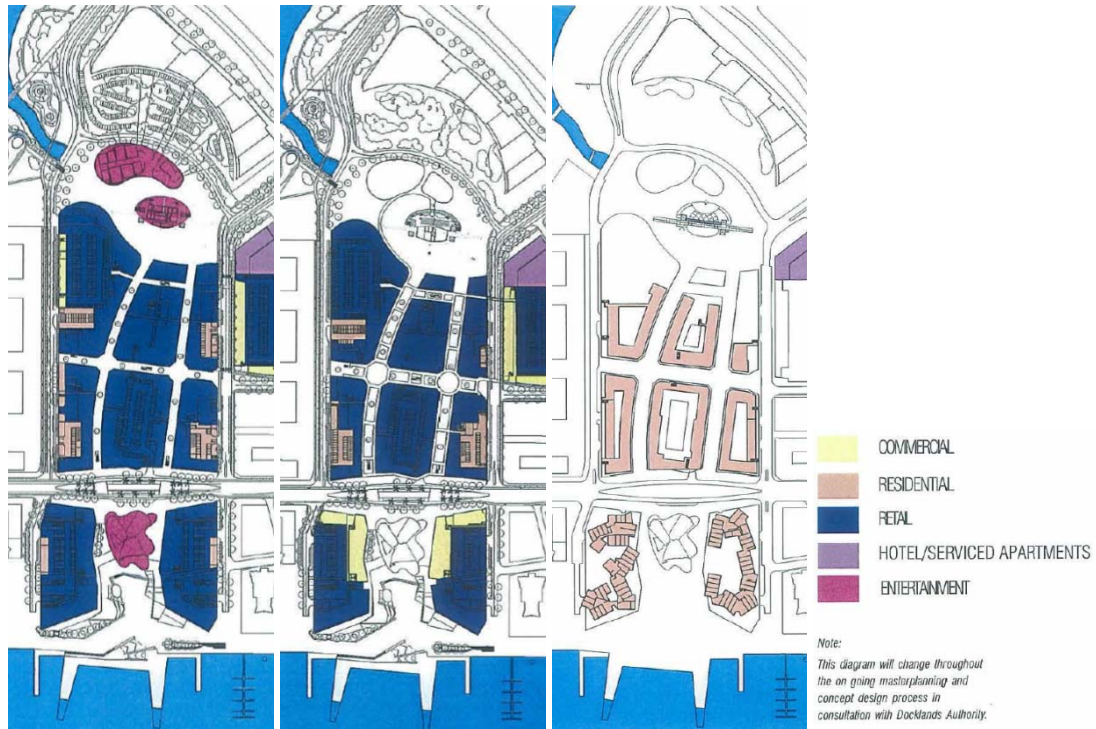 COMMERCIAL
RESIDENTIAL
RETAIL
HOTEL/SERVICED APARTMENTS
ENTERTAINMENT
Note:
This diagram will change throughout
the on going masterplanning and
concept design process in
consultation with Docklands Authority.